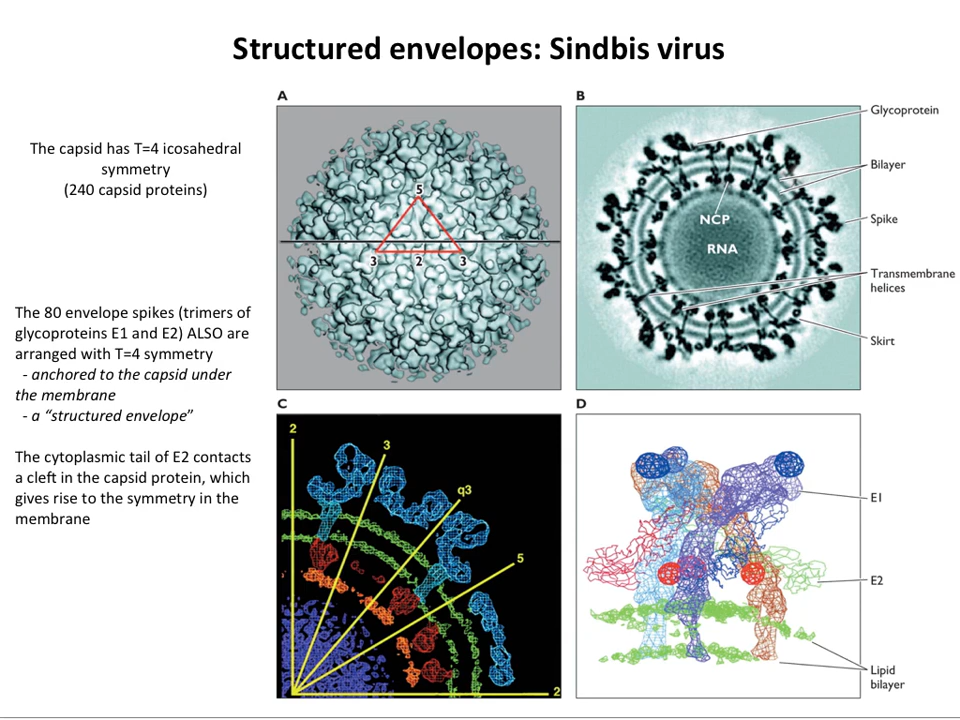 Structured envelopes: Sindbis virus
The capsid has T=4 icosahedral
symmetry
(240 capsid proteins)
The 80 envelope spikes (trimers of
glycoproteins E1 and E2) ALSO are
arranged with T=4 symmetry
- anchored to the capsid under
the membrane
- a “structured envelope”
The cytoplasmic tail of E2 contacts
a cleft in the capsid protein, which
gives rise to the symmetry in the
membrane
A
5
3 2 3
B
Glycoprotein
Bilayer
Spike
NCP
RNA
Transmembrane
helices
Skirt
C
2
3
q3
5
2
D
E1
E2
Lipid
bilayer